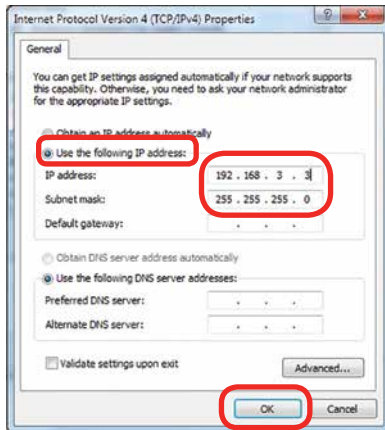 Internet Protocol Version 4 (TCP/IPv4) Properties
General
You can get IP settings assigned automatically if your network supports
this capability. Otherwise, you need to ask your network administrator
for the appropriate IP settings.
Obtain an IP address automatically
Use the following IP address:
IP address: 192 . 168 . 3 . 3
Subnet mask: 255 . 255 . 255 . 0
Default gateway: . . .
Obtain DNS server address automatically
Use the following DNS server addresses:
Preferred DNS server: . . .
Alternate DNS server: . . .
Validate settings upon exit
Advanced...
OK Cancel